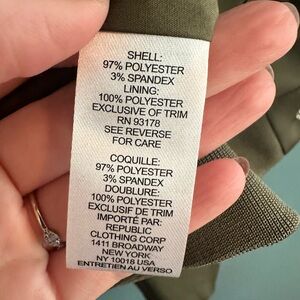 SHELL:
97% POLYESTER
3% SPANDEX
LINING:
100% POLYESTER
EXCLUSIVE OF TRIM
RN 93178
SEE REVERSE
FOR CARE
COQUILLE:
97% POLYESTER
3% SPANDEX
DOUBLURE:
100% POLYESTER
EXCLUSIF DE TRIM
IMPORTÉ PAR:
REPUBLIC
CLOTHING CORP
1411 BROADWAY
NEW YORK
NY 10018 USA
ENTRETIEN AU VERSO